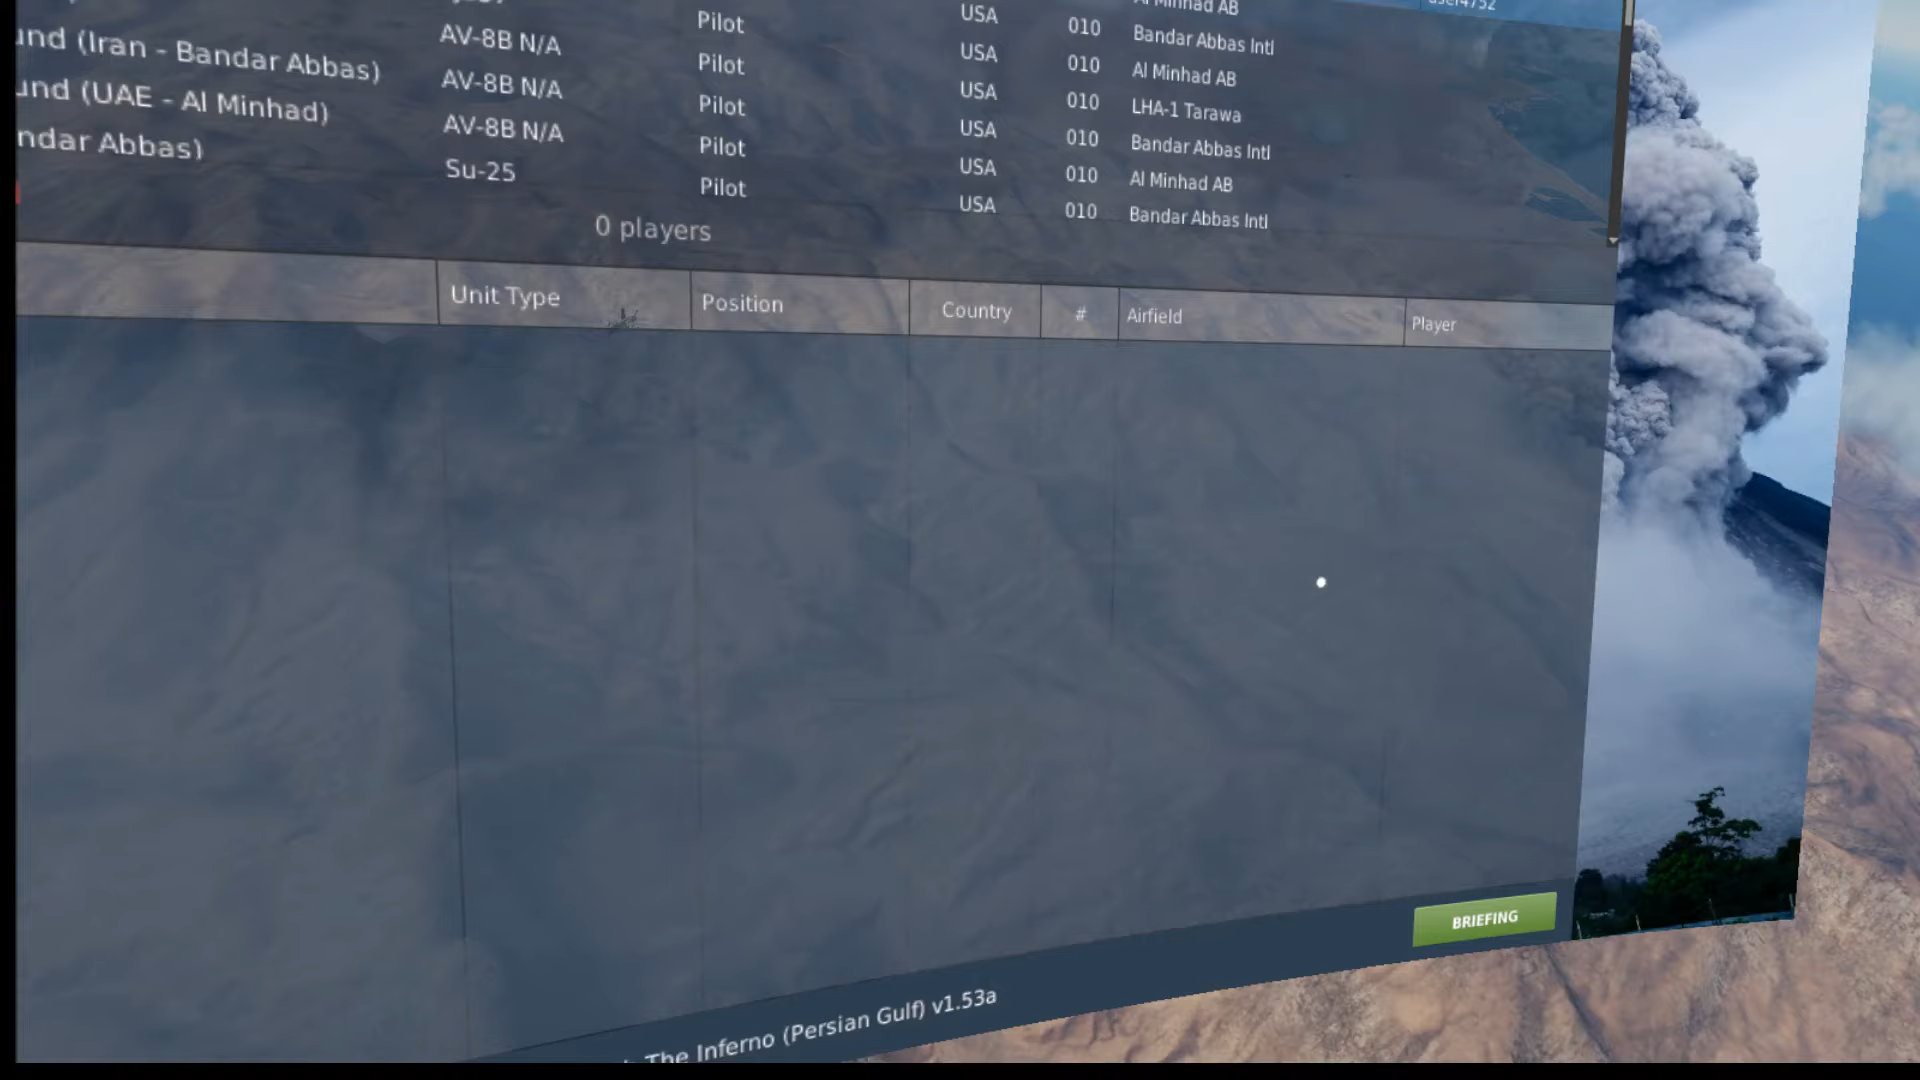 USA Al Minhad AB
Pilot 010 Bandar Abbas Intl
AV-8B N/A Pilot USA 010 Al Minhad AB
und (Iran - Bandar Abbas) AV-8B N/A Pilot USA 010 LHA-1 Tarawa
und (UAE - Al Minhad) AV-8B N/A Pilot USA 010 Bandar Abbas Intl
ndar Abbas) Su-25 Pilot USA 010 Al Minhad AB
USA 010 Bandar Abbas Intl
0 players
Unit Type Position Country # Airfield Player
BRIEFING
The Inferno (Persian Gulf) v1.53a